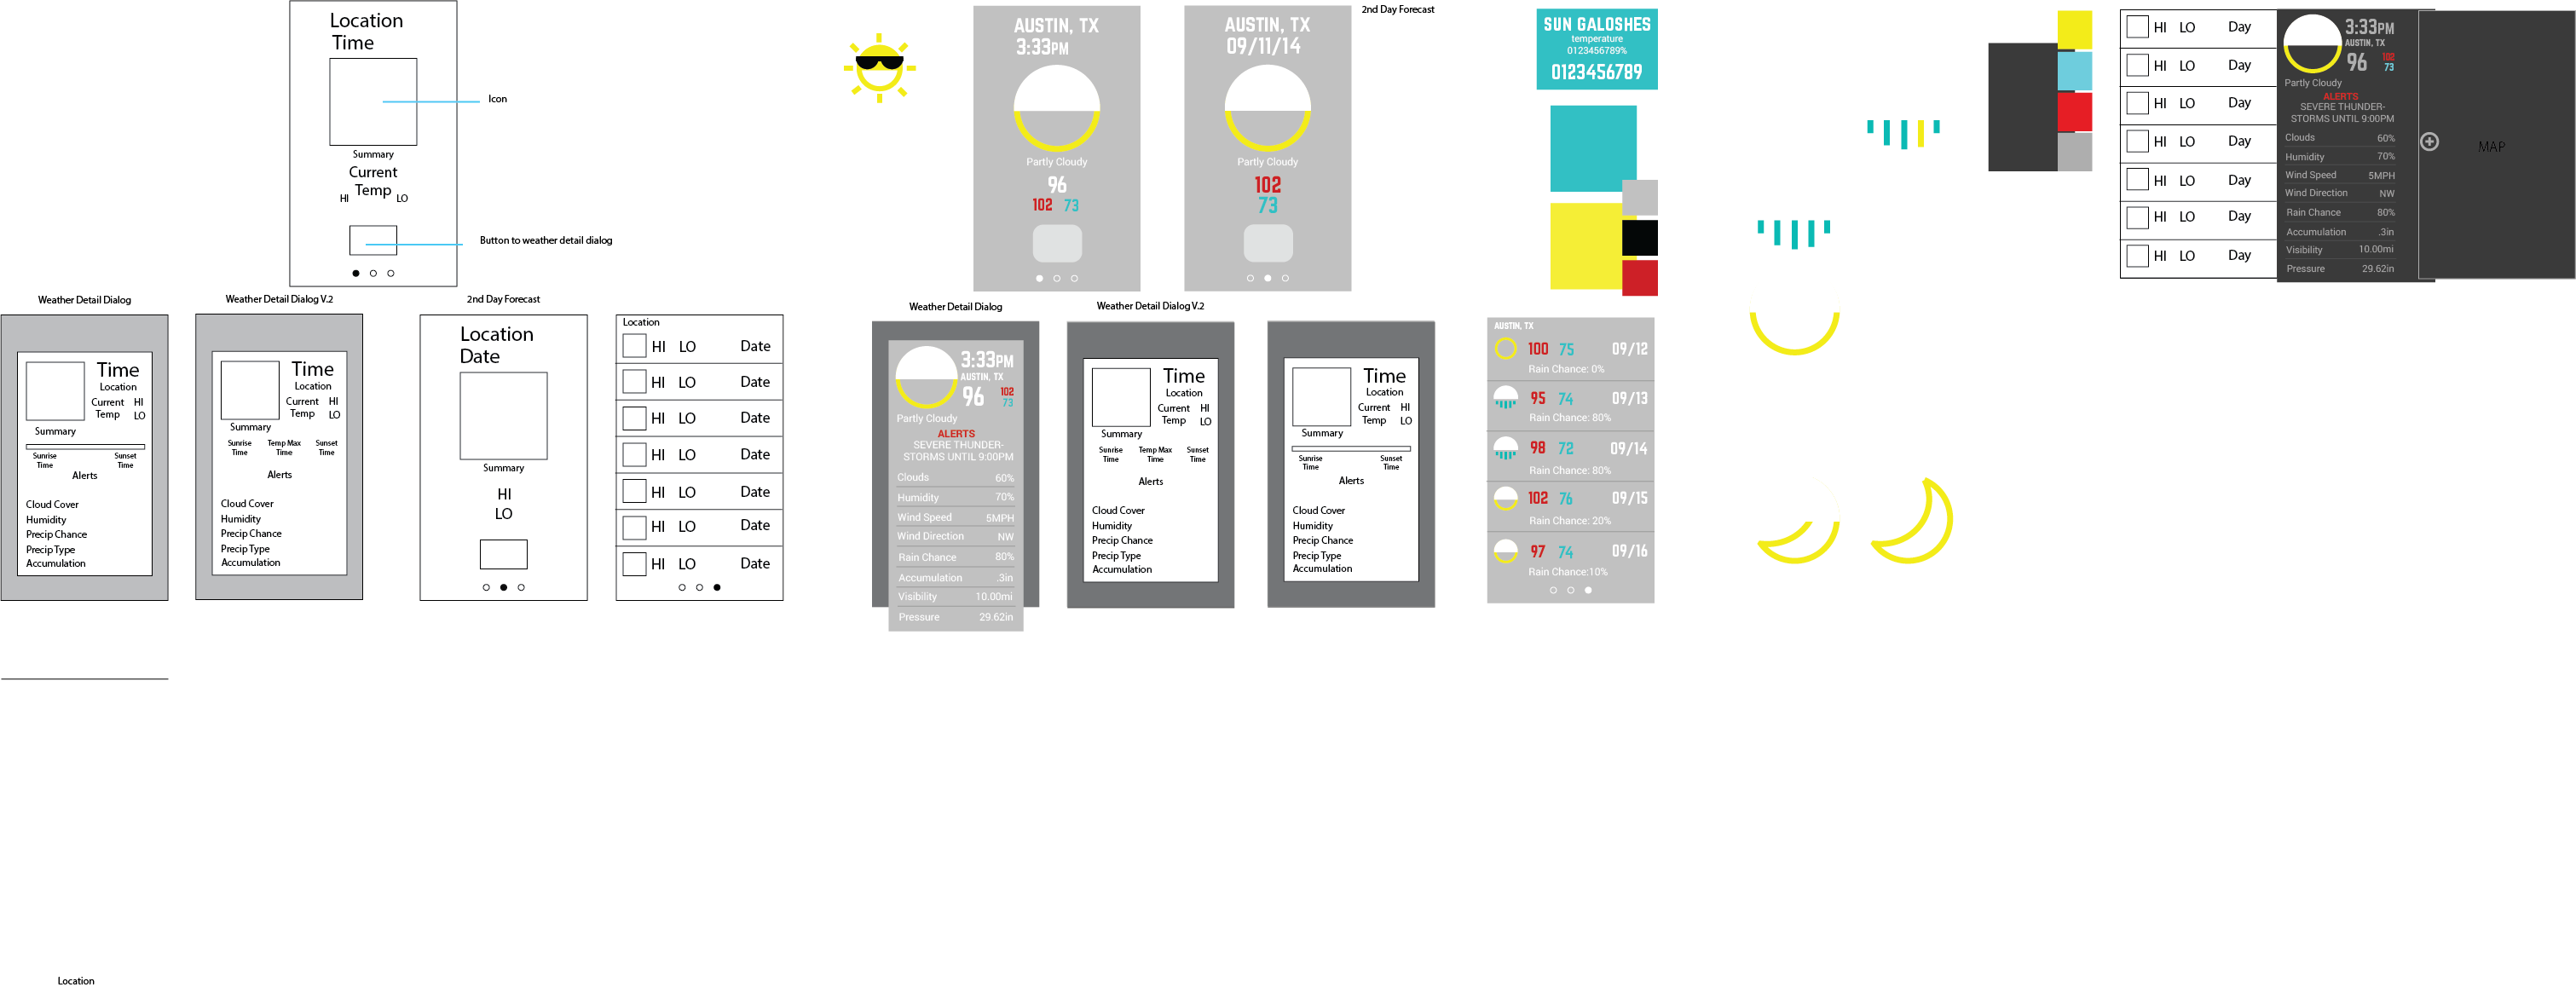 Location
Time
Icon
Summary
Current
Temp
HI
LO
Button to weather detail dialog
Weather Detail Dialog
Time
Location
Current
Temp
HI
LO
Summary
Sunrise
Time
Sunset
Time
Alerts
Cloud Cover
Humidity
Precip Chance
Precip Type
Accumulation
Weather Detail Dialog V.2
Time
Location
Current
Temp
HI
LO
Summary
Sunrise
Time
Temp Max
Time
Sunset
Time
Alerts
Cloud Cover
Humidity
Precip Chance
Precip Type
Accumulation
2nd Day Forecast
Location
Date
Summary
HI
LO
Location
HI LO Date
HI LO Date
HI LO Date
HI LO Date
HI LO Date
HI LO Date
HI LO Date
Location
AUSTIN, TX
3:33PM
Partly Cloudy
96
102 73
AUSTIN, TX
09/11/14
Partly Cloudy
102
73
2nd Day Forecast
Weather Detail Dialog
3:33PM
AUSTIN, TX
96
102
73
Partly Cloudy
ALERTS
SEVERE THUNDER-
STORMS UNTIL 9:00PM
Clouds 60%
Humidity 70%
Wind Speed 5MPH
Wind Direction NW
Rain Chance 80%
Accumulation .3in
Visibility 10.00mi
Pressure 29.62in
Weather Detail Dialog V.2
Time
Location
Current
Temp
HI
LO
Summary
Sunrise
Time
Temp Max
Time
Sunset
Time
Alerts
Cloud Cover
Humidity
Precip Chance
Precip Type
Accumulation
Time
Location
Current
Temp
HI
LO
Summary
Sunrise
Time
Sunset
Time
Alerts
Cloud Cover
Humidity
Precip Chance
Precip Type
Accumulation
SUN GALOSHES
temperature
0123456789%
0123456789
AUSTIN, TX
100 75 09/12
Rain Chance: 0%
95 74 09/13
Rain Chance: 80%
98 72 09/14
Rain Chance: 80%
102 76 09/15
Rain Chance: 20%
97 74 09/16
Rain Chance:10%
HI LO Day
HI LO Day
HI LO Day
HI LO Day
HI LO Day
HI LO Day
HI LO Day
3:33PM
AUSTIN, TX
96
102
73
Partly Cloudy
ALERTS
SEVERE THUNDER-
STORMS UNTIL 9:00PM
Clouds 60%
Humidity 70%
Wind Speed 5MPH
Wind Direction NW
Rain Chance 80%
Accumulation .3in
Visibility 10.00mi
Pressure 29.62in
MAP